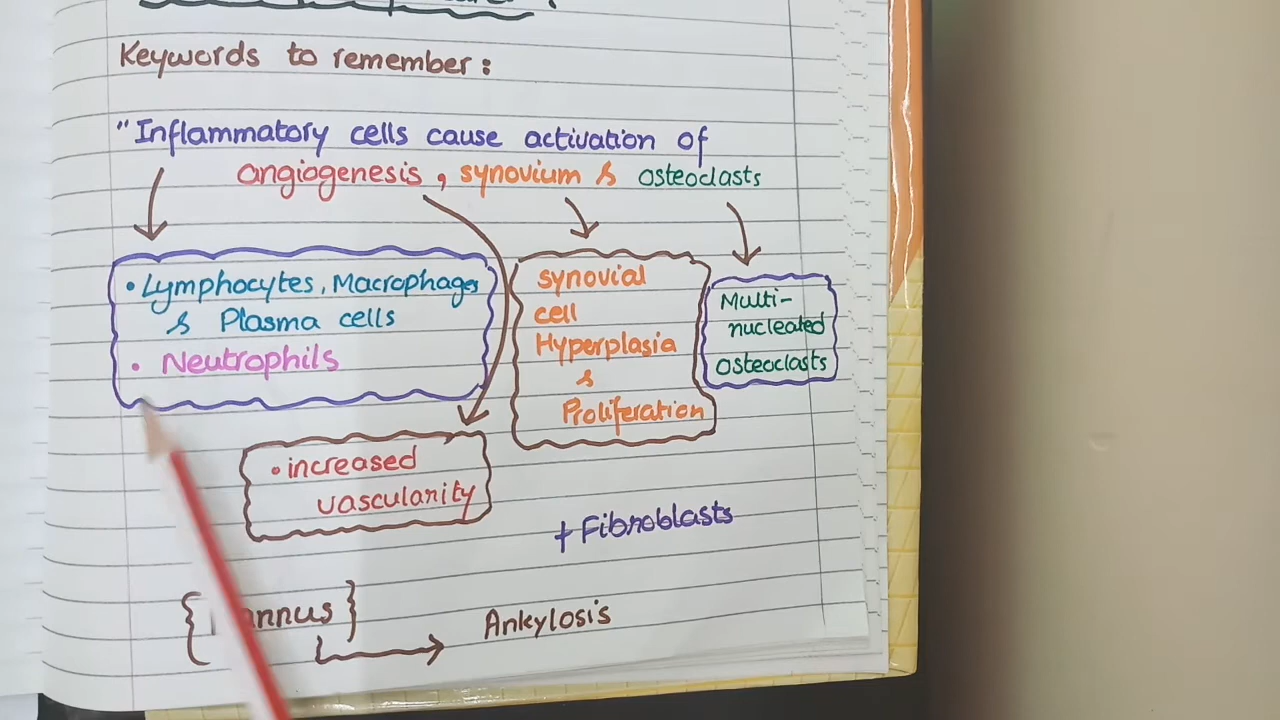 Keywords to remember :
"Inflammatory cells cause activation of
angiogenesis, synovium & osteoclasts
• Lymphocytes, Macrophages
& Plasma cells
• Neutrophils
synovial
cell
Hyperplasia
&
Proliferation
Multi-
nucleated
osteoclasts
• increased
vascularity
+ Fibroblasts
Ankylosis